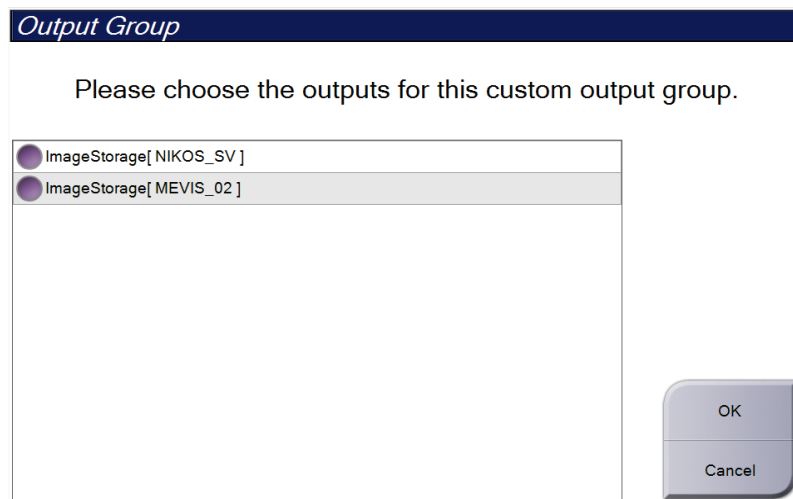 Output Group
Please choose the outputs for this custom output group.
ImageStorage[ NIKOS_SV ]
ImageStorage[ MEVIS_02 ]
OK
Cancel